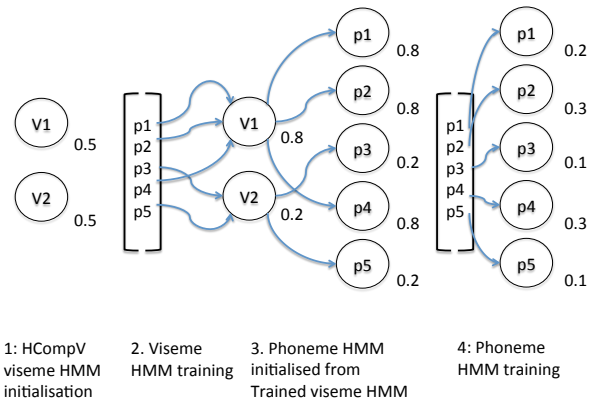 V1
0.5
V2
0.5
p1
p2
p3
p4
p5
V1
0.8
V2
0.2
p1
0.8
p2
0.8
p3
0.2
p4
0.8
p5
0.2
p1
p2
p3
p4
p5
p1
0.2
p2
0.3
p3
0.1
p4
0.3
p5
0.1
1: HCompV
viseme HMM
initialisation
2. Viseme
HMM training
3. Phoneme HMM
initialised from
Trained viseme HMM
4: Phoneme
HMM training